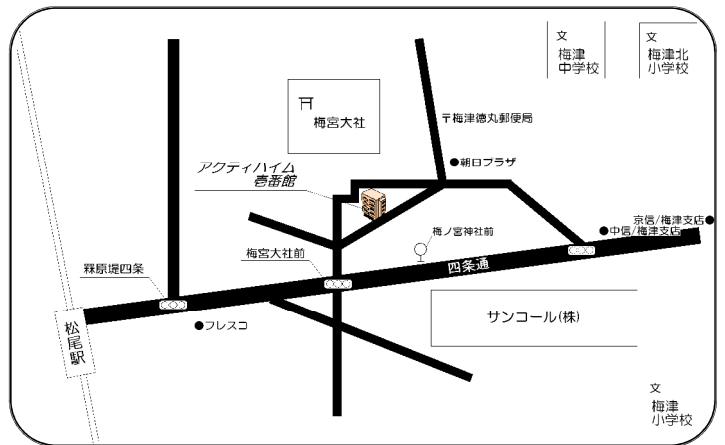 文
梅津
中学校
文
梅津北
小学校
梅宮大社
〒梅津徳丸郵便局
●朝日プラザ
アクティハイム
壱番館
京信/梅津支店●
●中信/梅津支店
梅ノ宮神社前
梅宮大社前
四条通
罧原堤四条
サンコール(株)
●フレスコ
松尾駅
文
梅津
小学校